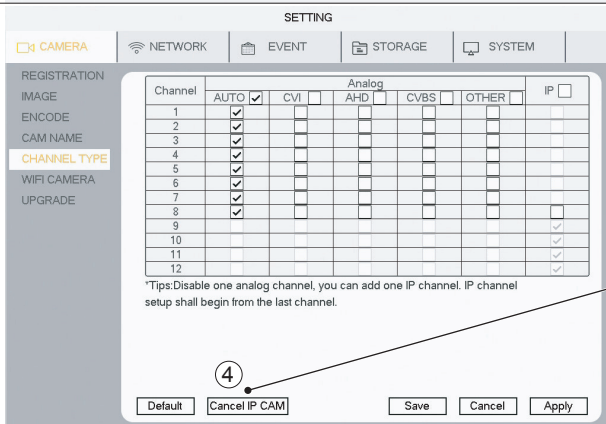 SETTING
CAMERA NETWORK EVENT STORAGE SYSTEM
REGISTRATION
IMAGE
ENCODE
CAM NAME
CHANNEL TYPE
WIFI CAMERA
UPGRADE
Channel Analog IP
AUTO CVI AHD CVBS OTHER
1
2
3
4
5
6
7
8
9
10
11
12
*Tips:Disable one analog channel, you can add one IP channel. IP channel
setup shall begin from the last channel.
4
Default Cancel IP CAM Save Cancel Apply